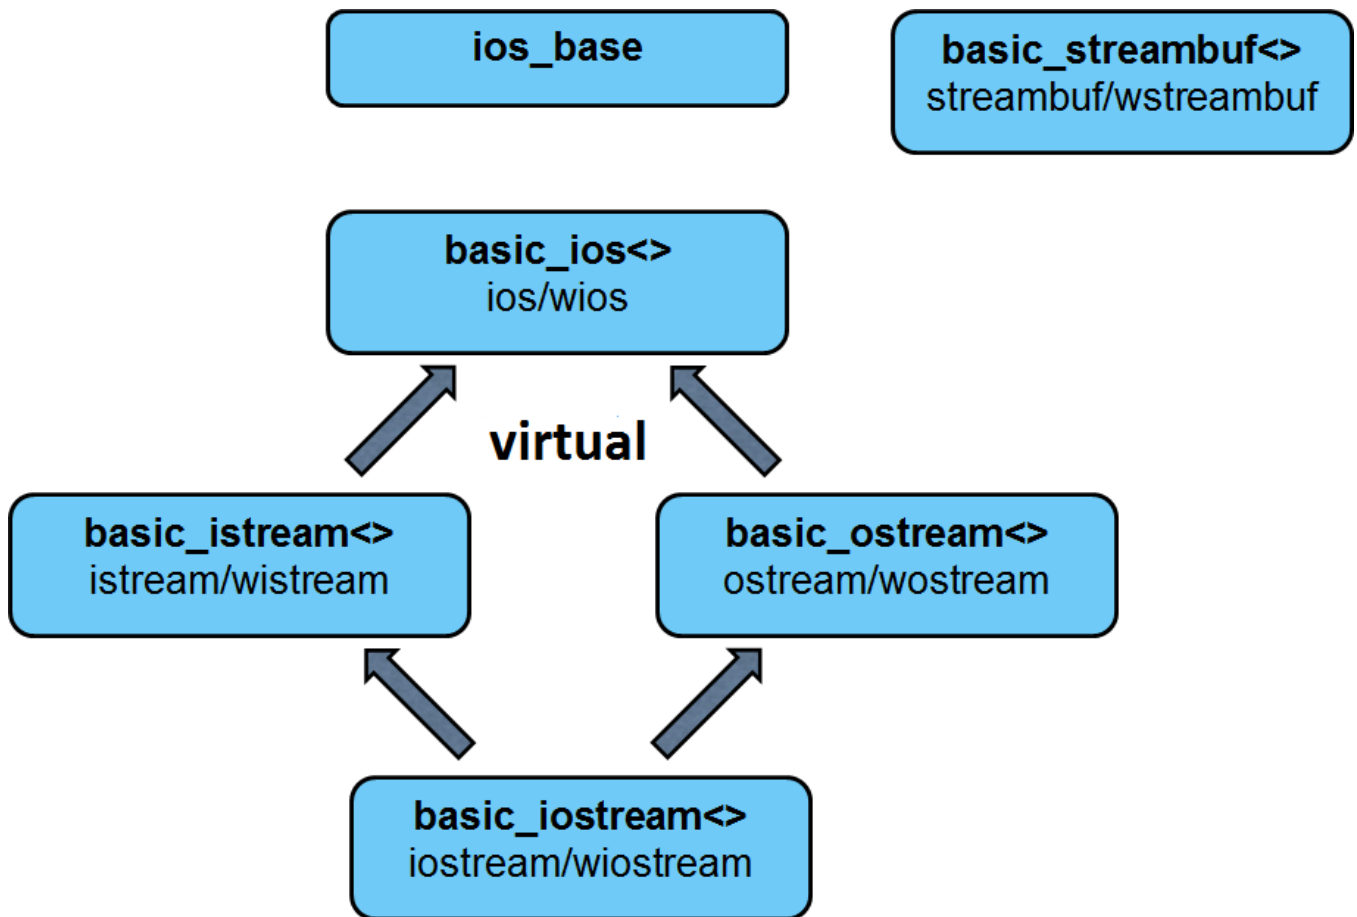 ios_base
basic_streambuf<>
streambuf/wstreambuf
basic_ios<>
ios/wios
virtual
basic_istream<>
istream/wistream
basic_ostream<>
ostream/wostream
basic_iostream<>
iostream/wiostream